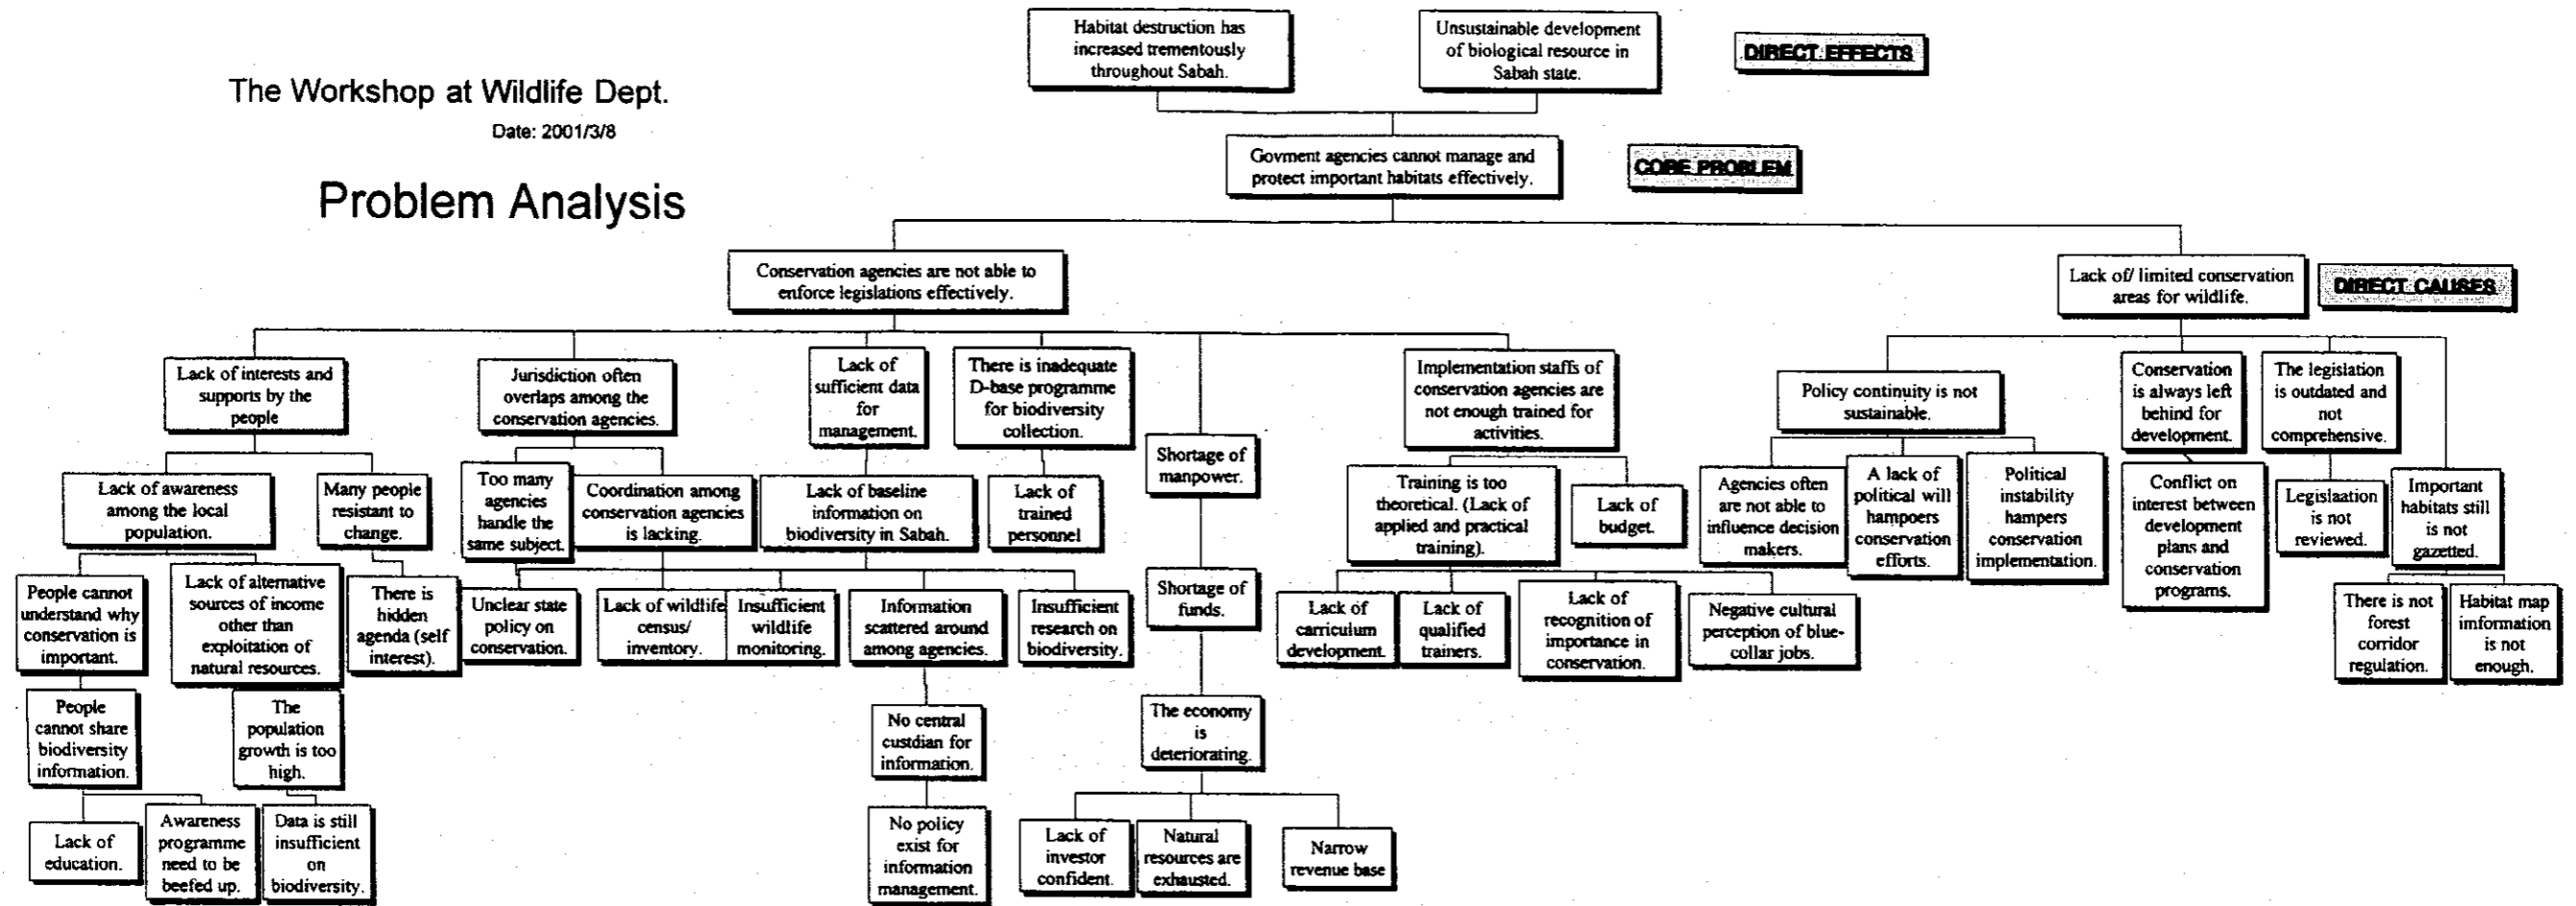 Habitat destruction has
increased trementously
throughout Sabah.
Unsustainable development
of biological resource in
Sabah state.
DIRECT EFFECTS
The Workshop at Wildlife Dept.
Date: 2001/3/8
Govment agencies cannot manage and
protect important habitats effectively.
CORE PROBLEM
Problem Analysis
Conservation agencies are not able to
enforce legislations effectively.
Lack of/ limited conservation
areas for wildlife.
DIRECT CAUSES
Lack of interests and
supports by the
people
Jurisdiction often
overlaps among the
conservation agencies.
Lack of
sufficient data
for
management.
There is inadequate
D-base programme
for biodiversity
collection.
Shortage of
manpower.
Implementation staffs of
conservation agencies are
not enough trained for
activities.
Policy continuity is not
sustainable.
Conservation
is always left
behind for
development.
The legislation
is outdated and
not
comprehensive.
Important
habitats still
is not
gazetted.
Lack of awareness
among the local
population.
Many people
resistant to
change.
Too many
agencies
handle the
same subject.
Coordination among
conservation agencies
is lacking.
Lack of baseline
information on
biodiversity in Sabah.
Lack of
trained
personnel
Training is too
theoretical. (Lack of
applied and practical
training).
Lack of
budget.
Agencies often
are not able to
influence decision
makers.
A lack of
political will
hampoers
conservation
efforts.
Political
instability
hampers
conservation
implementation.
Conflict on
interest between
development
plans and
conservation
programs.
Legislaation
is not
reviewed.
People cannot
understand why
conservation is
important.
Lack of alternative
sources of income
other than
exploitation of
natural resources.
There is
hidden
agenda (self
interest).
Unclear state
policy on
conservation.
Lack of wildlife
census/
inventory.
Insufficient
wildlife
monitoring.
Information
scattered around
among agencies.
Insufficient
research on
biodiversity.
Shortage of
funds.
Lack of
carriculum
development.
Lack of
qualified
trainers.
Lack of
recognition of
importance in
conservation.
Negative cultural
perception of blue-
collar jobs.
There is not
forest
corridor
regulation.
Habitat map
imformation
is not
enough.
People
cannot share
biodiversity
information.
The
population
growth is too
high.
No central
custdian for
information.
The economy
is
deteriorating.
Lack of
education.
Awareness
programme
need to be
beefed up.
Data is still
insufficient
on
biodiversity.
No policy
exist for
information
management.
Lack of
investor
confident.
Natural
resources are
exhausted.
Narrow
revenue base